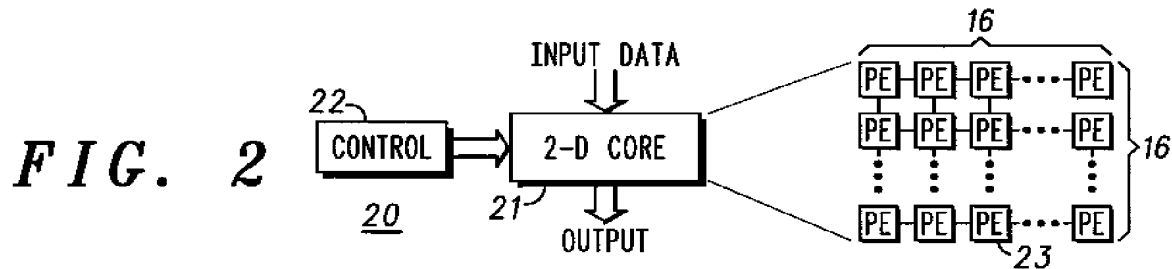 16
INPUT DATA
PE PE PE PE
22
CONTROL
2-D CORE
PE PE PE PE
16
FIG. 2
20
21
OUTPUT
PE PE PE PE
23